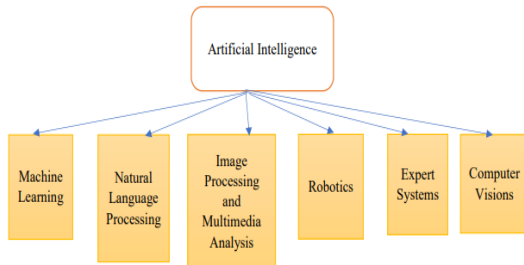 Artificial Intelligence
Machine
Learning
Natural
Language
Processing
Image
Processing
and
Multimedia
Analysis
Robotics
Expert
Systems
Computer
Visions